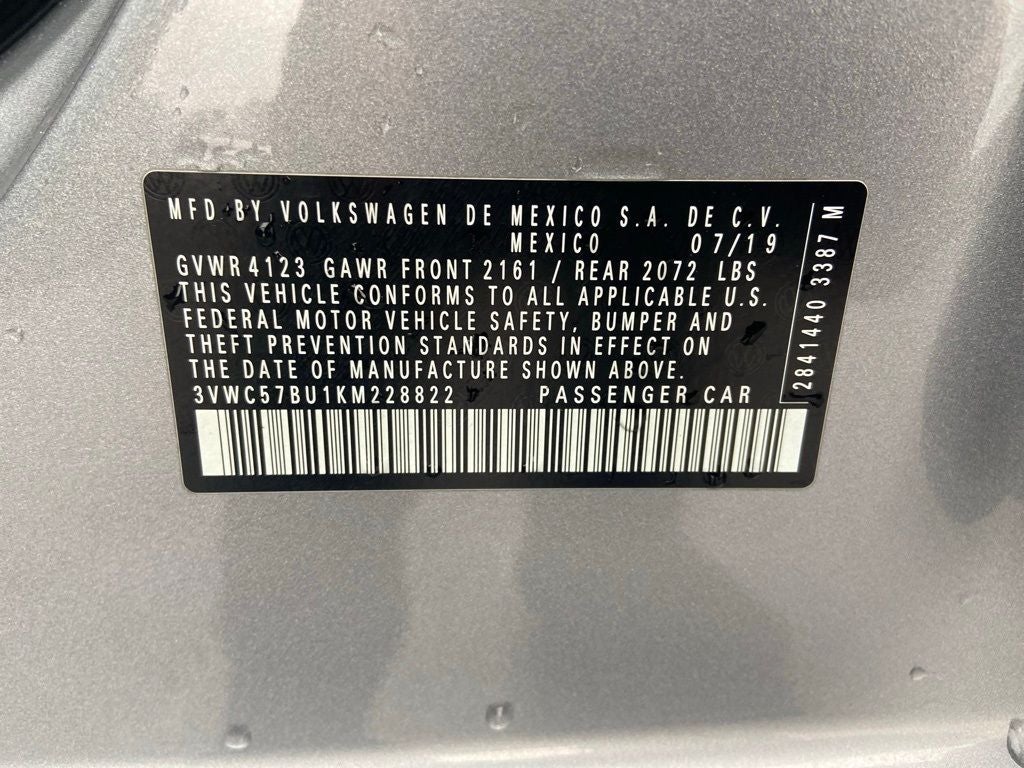 MFD BY VOLKSWAGEN DE MEXICO S.A. DE C.V.
MEXICO 07/19
GVWR 4123 GAWR FRONT 2161 / REAR 2072 LBS
THIS VEHICLE CONFORMS TO ALL APPLICABLE U.S.
FEDERAL MOTOR VEHICLE SAFETY, BUMPER AND
THEFT PREVENTION STANDARDS IN EFFECT ON
THE DATE OF MANUFACTURE SHOWN ABOVE.
3VWC57BU1KM228822 PASSENGER CAR
2841440 3387 M